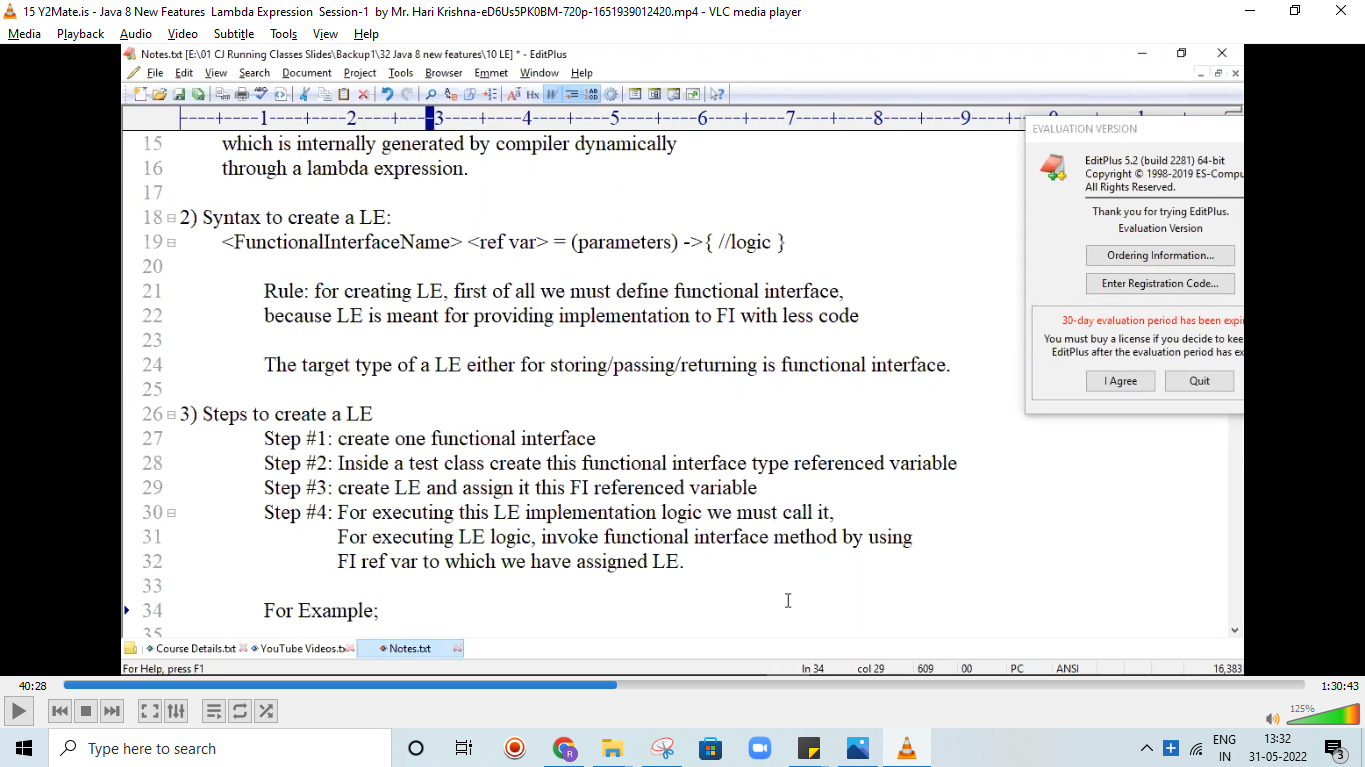 15 Y2Mate.is - Java 8 New Features Lambda Expression Session-1 by Mr. Hari Krishna-eD6Us5PK0BM-720p-1651939012420.mp4 - VLC media player
Media Playback Audio Video Subtitle Tools View Help
Notes.txt [E:\01 CJ Running Classes Slides\Backup1\32 Java 8 new features\10 LE] * - EditPlus
File Edit View Search Document Project Tools Browser Emmet Window Help
----+----1----+----2----+----3----+----4----+----5----+----6----+----7----+----8----+----9----+
15 which is internally generated by compiler dynamically
16 through a lambda expression.
17
18 2) Syntax to create a LE:
19 <FunctionalInterfaceName> <ref var> = (parameters) ->{ //logic }
20
21 Rule: for creating LE, first of all we must define functional interface,
22 because LE is meant for providing implementation to FI with less code
23
24 The target type of a LE either for storing/passing/returning is functional interface.
25
26 3) Steps to create a LE
27 Step #1: create one functional interface
28 Step #2: Inside a test class create this functional interface type referenced variable
29 Step #3: create LE and assign it this FI referenced variable
30 Step #4: For executing this LE implementation logic we must call it,
31 For executing LE logic, invoke functional interface method by using
32 FI ref var to which we have assigned LE.
33
34 For Example;
35
EVALUATION VERSION
EditPlus 5.2 (build 2281) 64-bit
Copyright © 1998-2019 ES-Compu
All Rights Reserved.
Thank you for trying EditPlus.
Evaluation Version
Ordering Information...
Enter Registration Code...
30-day evaluation period has been expi
You must buy a license if you decide to kee
EditPlus after the evaluation period has ex
I Agree Quit
Course Details.txt YouTube Videos.tx Notes.txt
For Help, press F1 ln 34 col 29 609 00 PC ANSI 16,383
40:28 1:30:43
125%
Type here to search
ENG
IN
13:32
31-05-2022
3